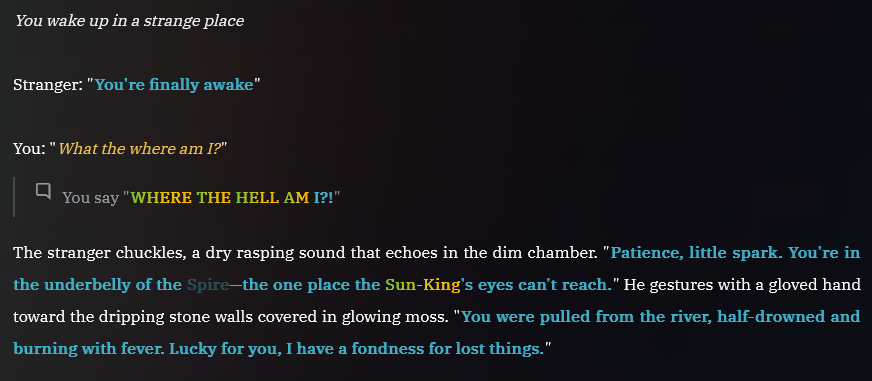 You wake up in a strange place
Stranger: "You're finally awake"
You: "What the where am I?"
You say "WHERE THE HELL AM I?!"
The stranger chuckles, a dry rasping sound that echoes in the dim chamber. "Patience, little spark. You're in
the underbelly of the Spire—the one place the Sun-King's eyes can't reach." He gestures with a gloved hand
toward the dripping stone walls covered in glowing moss. "You were pulled from the river, half-drowned and
burning with fever. Lucky for you, I have a fondness for lost things."